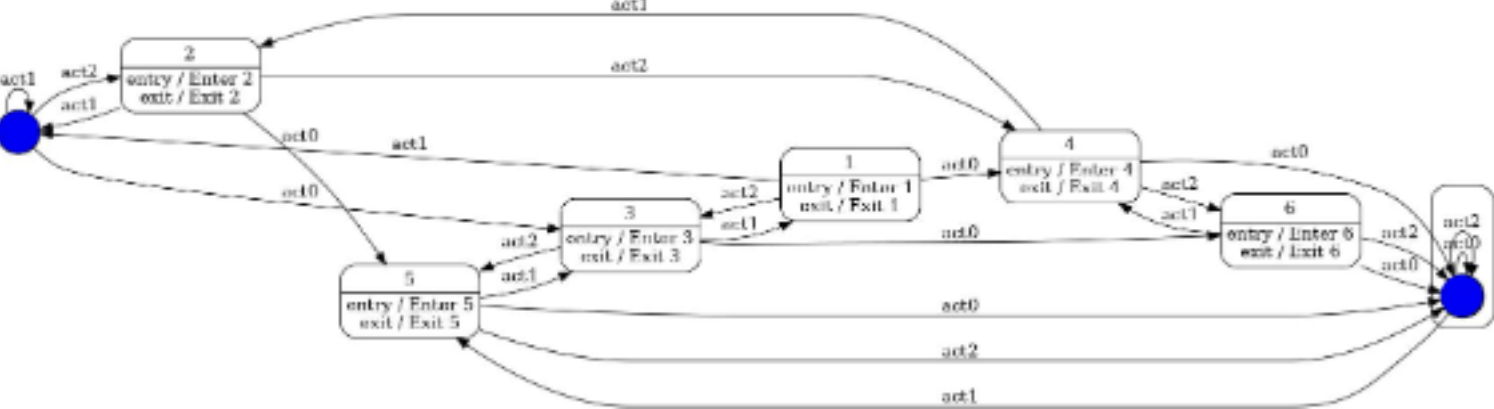 act1
2
entry / Enter 2
exit / Exit 2
act1
act2
act1
act2
act0
act1
act0
1
entry / Enter 1
exit / Exit 1
act0
4
entry / Enter 4
exit / Exit 4
act0
act2
act1
3
entry / Enter 3
exit / Exit 3
act2
act1
act0
6
entry / Enter 6
exit / Exit 6
act2
act0
act2
act0
act2
act1
5
entry / Enter 5
exit / Exit 5
act0
act2
act1